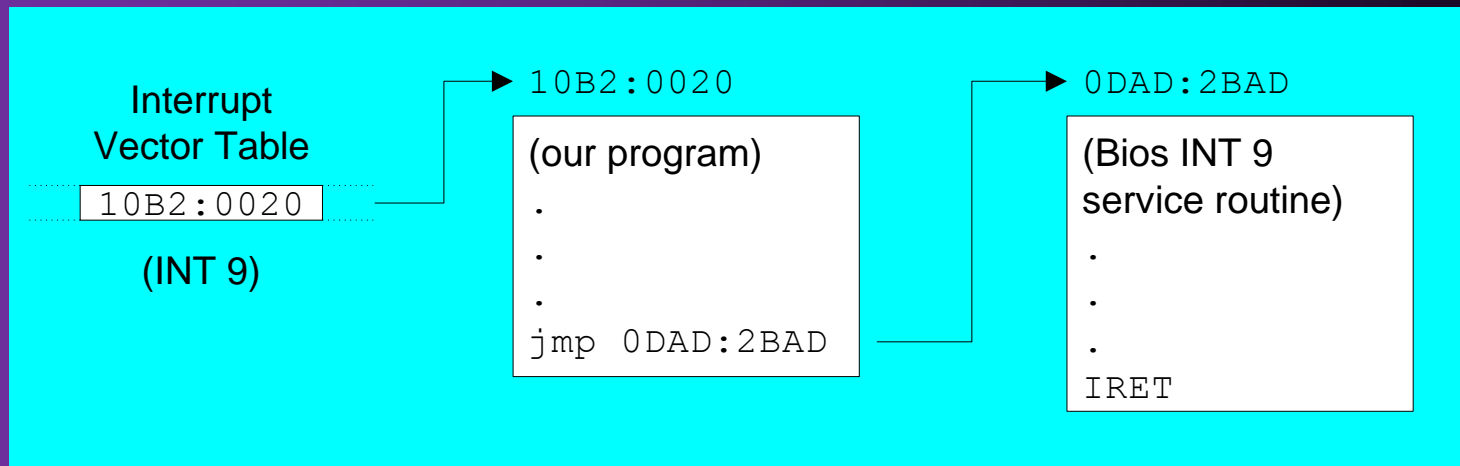 Interrupt
Vector Table
10B2:0020
(INT 9)
10B2:0020
(our program)
.
.
.
jmp 0DAD:2BAD
0DAD:2BAD
(Bios INT 9
service routine)
.
.
.
IRET